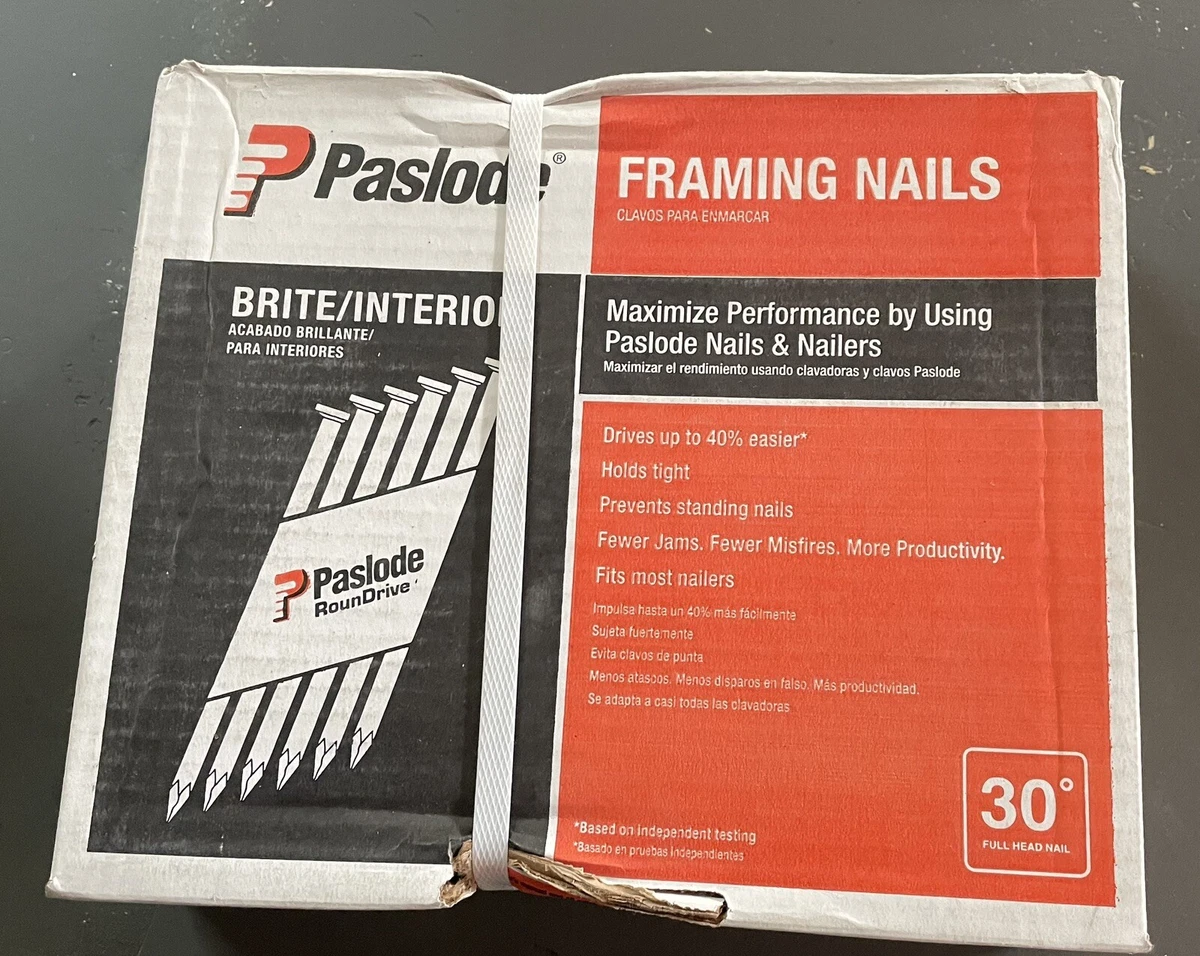 Paslode®
FRAMING NAILS
CLAVOS PARA ENMARCAR
BRITE/INTERIO
ACABADO BRILLANTE/
PARA INTERIORES
Maximize Performance by Using
Paslode Nails & Nailers
Maximizar el rendimiento usando clavadoras y clavos Paslode
Paslode
RounDrive
Drives up to 40% easier*
Holds tight
Prevents standing nails
Fewer Jams. Fewer Misfires. More Productivity.
Fits most nailers
Impulsa hasta un 40% más fácilmente
Sujeta fuertemente
Evita clavos de punta
Menos atascos. Menos disparos en falso. Más productividad.
Se adapta a casi todas las clavadoras
*Based on independent testing
*Basado en pruebas independientes
30°
FULL HEAD NAIL